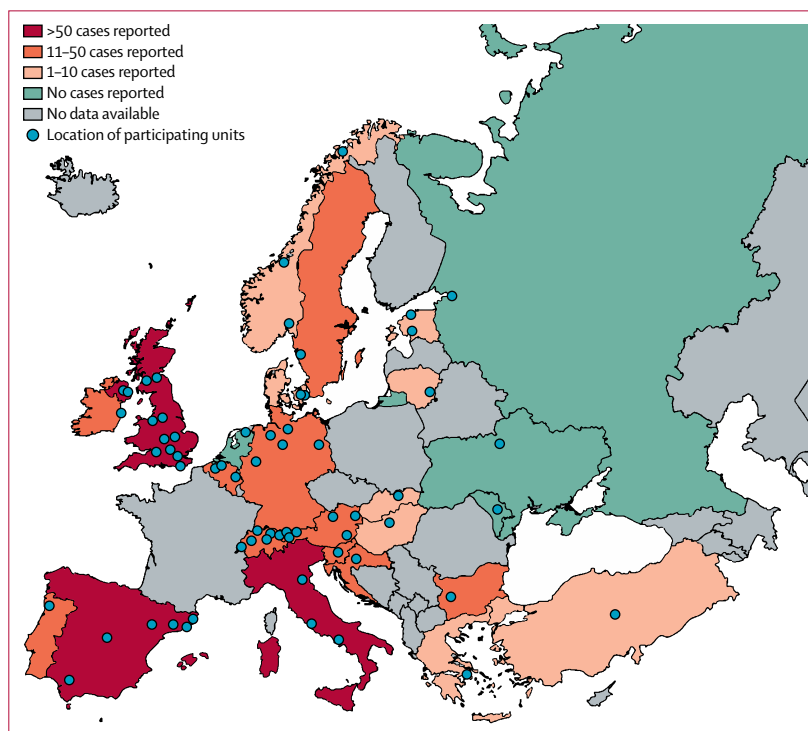 >50 cases reported
11–50 cases reported
1–10 cases reported
No cases reported
No data available
Location of participating units